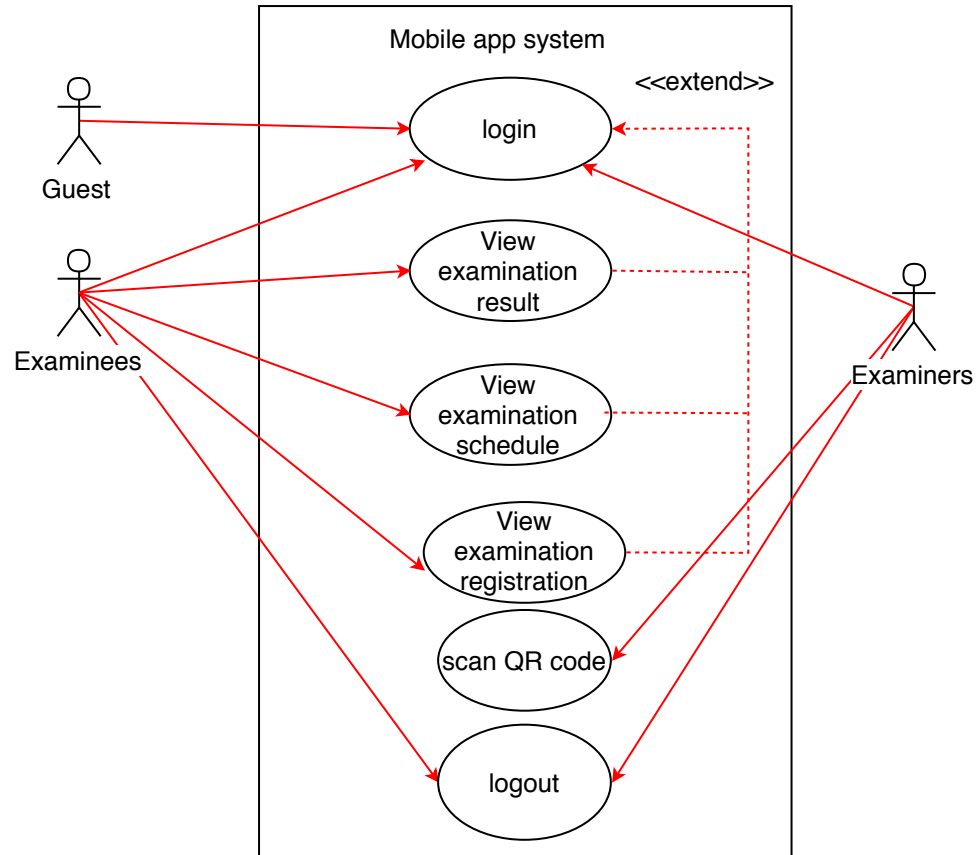 Mobile app system
<<extend>>
login
Guest
View
examination
result
Examinees
Examiners
View
examination
schedule
View
examination
registration
scan QR code
logout